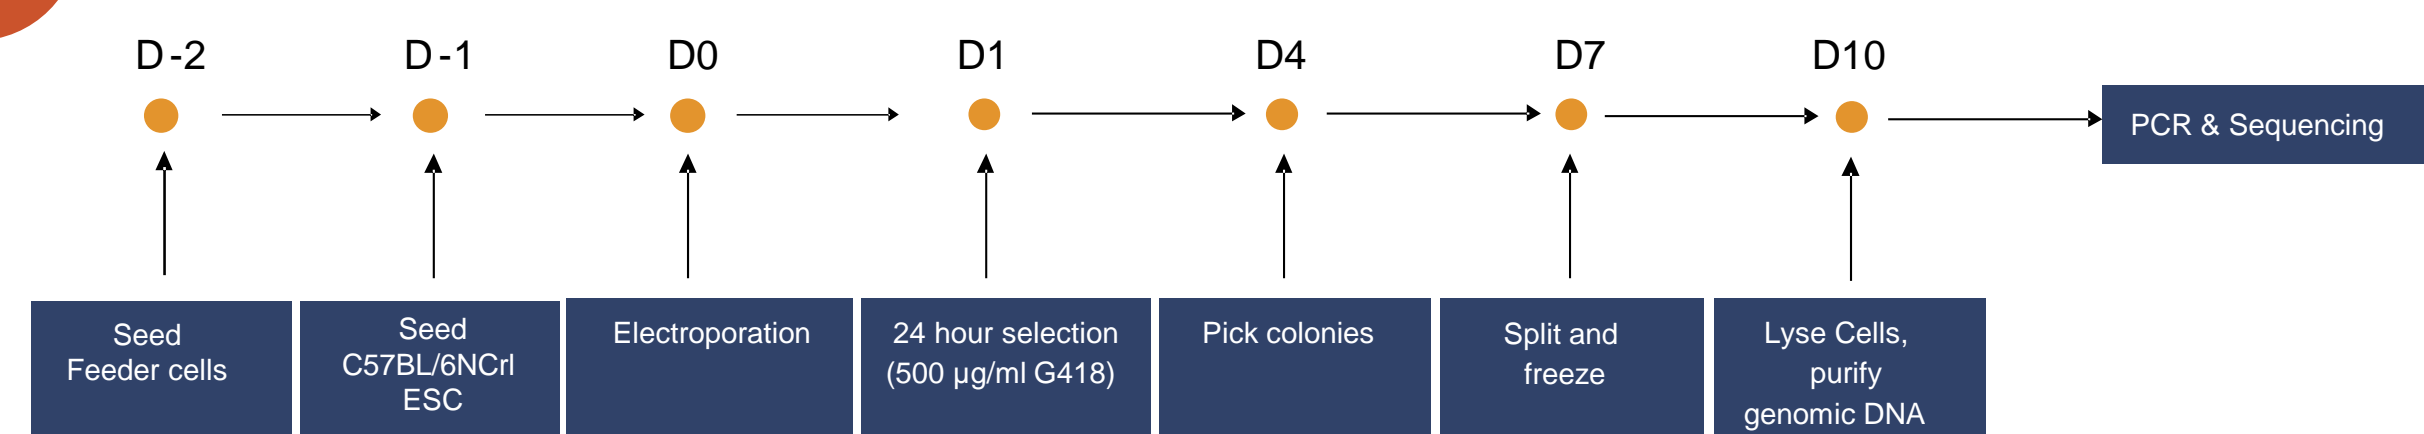 D -2
D -1
D0
D1
D4
D7
D10
PCR & Sequencing
Seed
Feeder cells
Seed
C57BL/6NCrl
ESC
Electroporation
24 hour selection
(500 µg/ml G418)
Pick colonies
Split and
freeze
Lyse Cells,
purify
genomic DNA